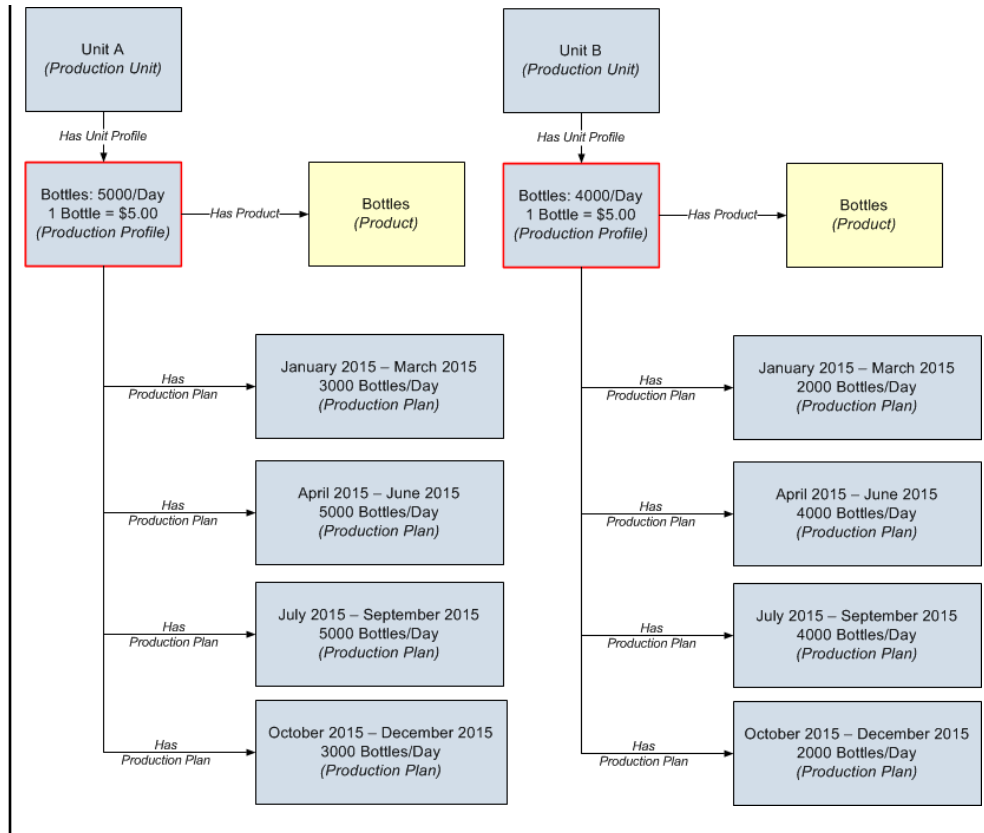 Unit A
(Production Unit)
Has Unit Profile
Bottles: 5000/Day
1 Bottle = $5.00
(Production Profile)
Has Product
Bottles
(Product)
Has
Production Plan
January 2015 – March 2015
3000 Bottles/Day
(Production Plan)
Has
Production Plan
April 2015 – June 2015
5000 Bottles/Day
(Production Plan)
Has
Production Plan
July 2015 – September 2015
5000 Bottles/Day
(Production Plan)
Has
Production Plan
October 2015 – December 2015
3000 Bottles/Day
(Production Plan)
Unit B
(Production Unit)
Has Unit Profile
Bottles: 4000/Day
1 Bottle = $5.00
(Production Profile)
Has Product
Bottles
(Product)
Has
Production Plan
January 2015 – March 2015
2000 Bottles/Day
(Production Plan)
Has
Production Plan
April 2015 – June 2015
4000 Bottles/Day
(Production Plan)
Has
Production Plan
July 2015 – September 2015
4000 Bottles/Day
(Production Plan)
Has
Production Plan
October 2015 – December 2015
2000 Bottles/Day
(Production Plan)